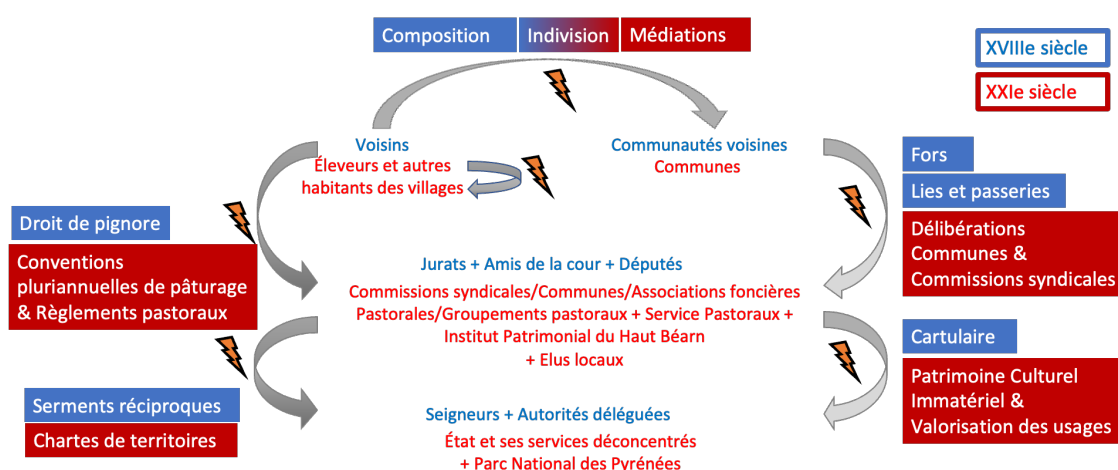 Composition
Indivision
Médiations
XVIIIe siècle
XXIe siècle
Voisins
Éleveurs et autres
habitants des villages
Communautés voisines
Communes
Fors
Lies et passeries
Délibérations
Communes &
Commissions syndicales
Droit de pignore
Conventions
pluriannuelles de pâturage
& Règlements pastoraux
Jurats + Amis de la cour + Députés
Commissions syndicales/Communes/Associations foncières
Pastorales/Groupements pastoraux + Service Pastoraux +
Institut Patrimonial du Haut Béarn
+ Elus locaux
Cartulaire
Patrimoine Culturel
Immatériel &
Valorisation des usages
Serments réciproques
Chartes de territoires
Seigneurs + Autorités déléguées
État et ses services déconcentrés
+ Parc National des Pyrénées